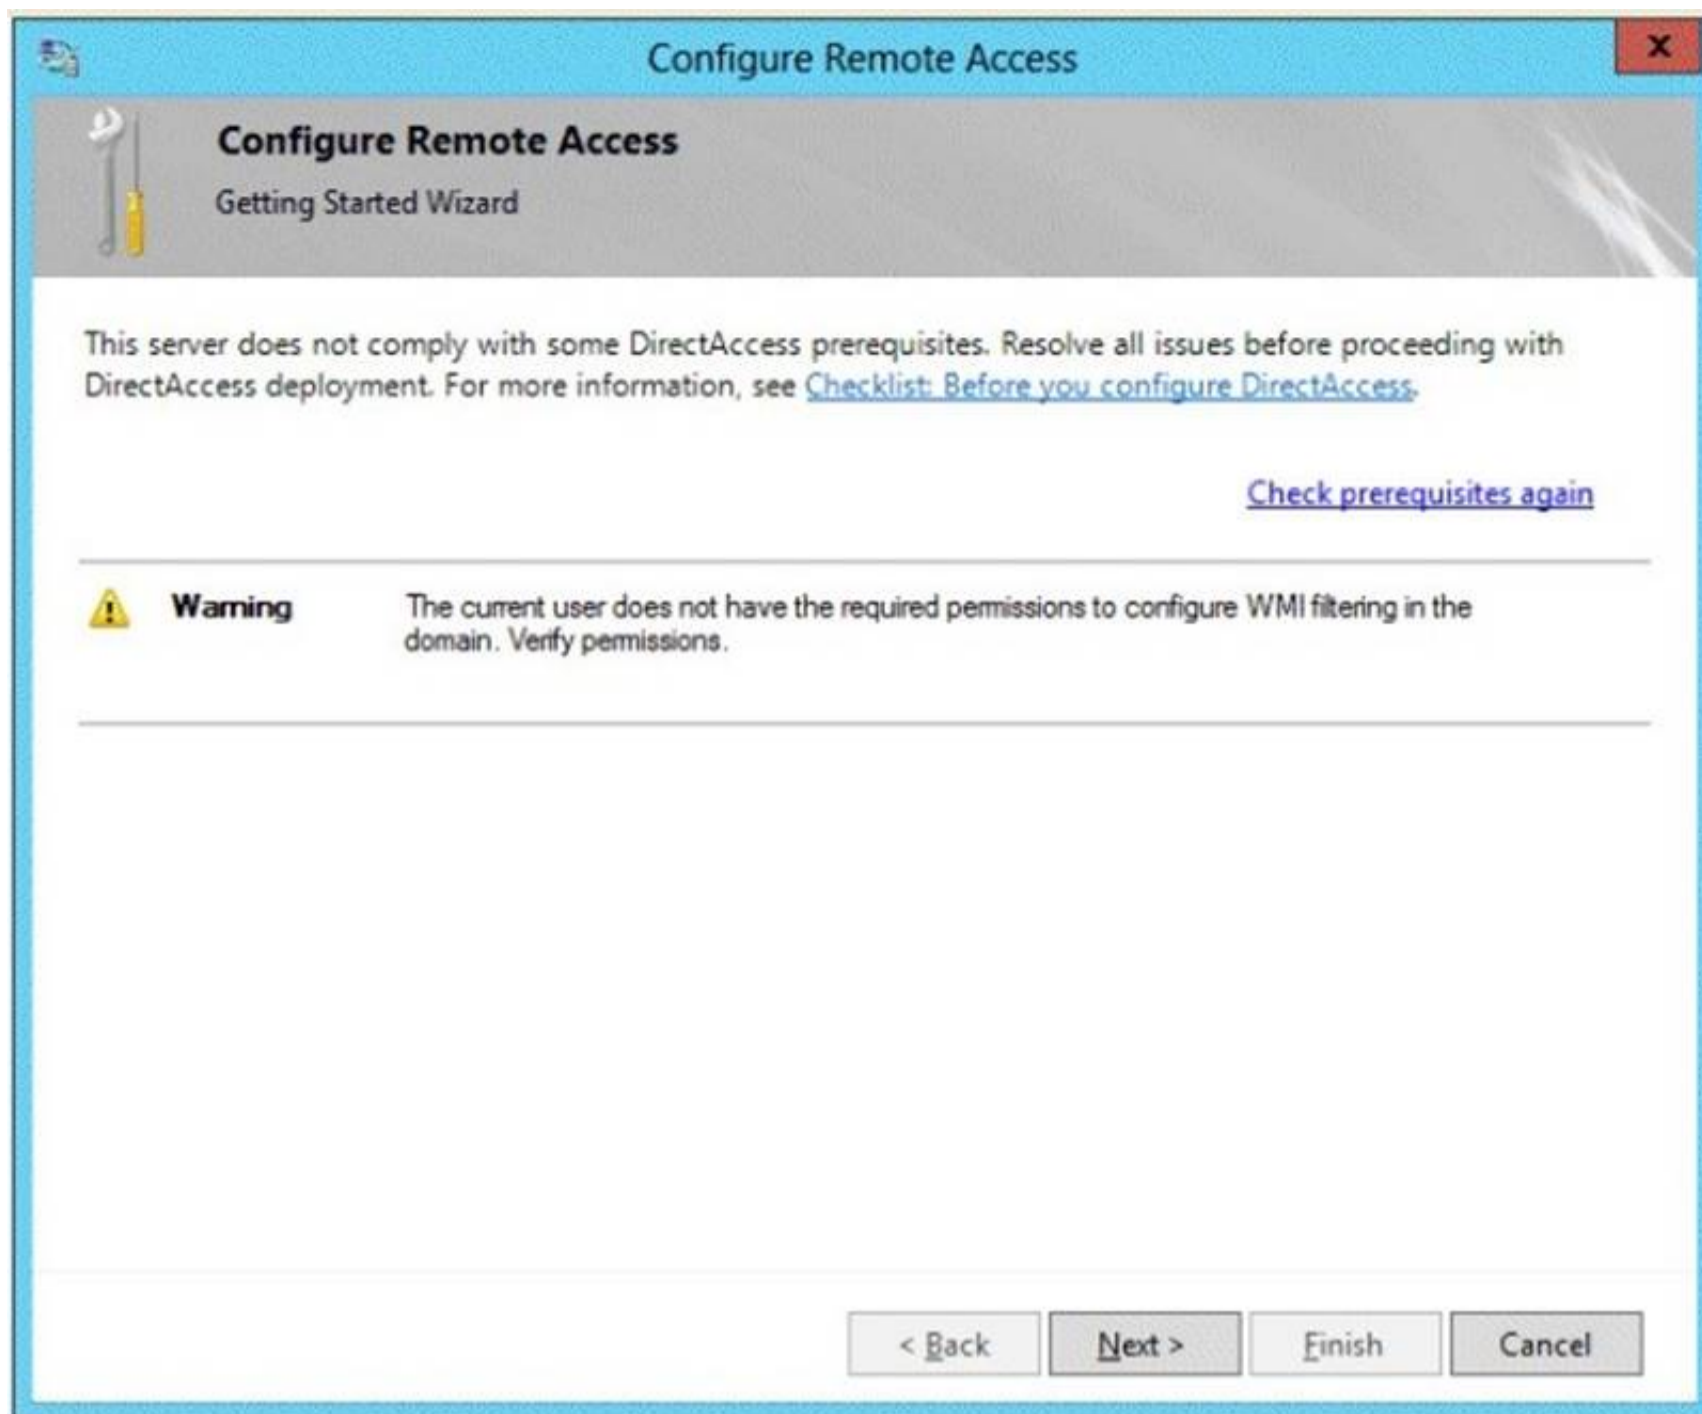 Configure Remote Access
x
Configure Remote Access
Getting Started Wizard
This server does not comply with some DirectAccess prerequisites. Resolve all issues before proceeding with
DirectAccess deployment. For more information, see Checklist: Before you configure DirectAccess.
Check prerequisites again
Warning The current user does not have the required permissions to configure WMI filtering in the
domain. Verify permissions.
< Back Next > Finish Cancel